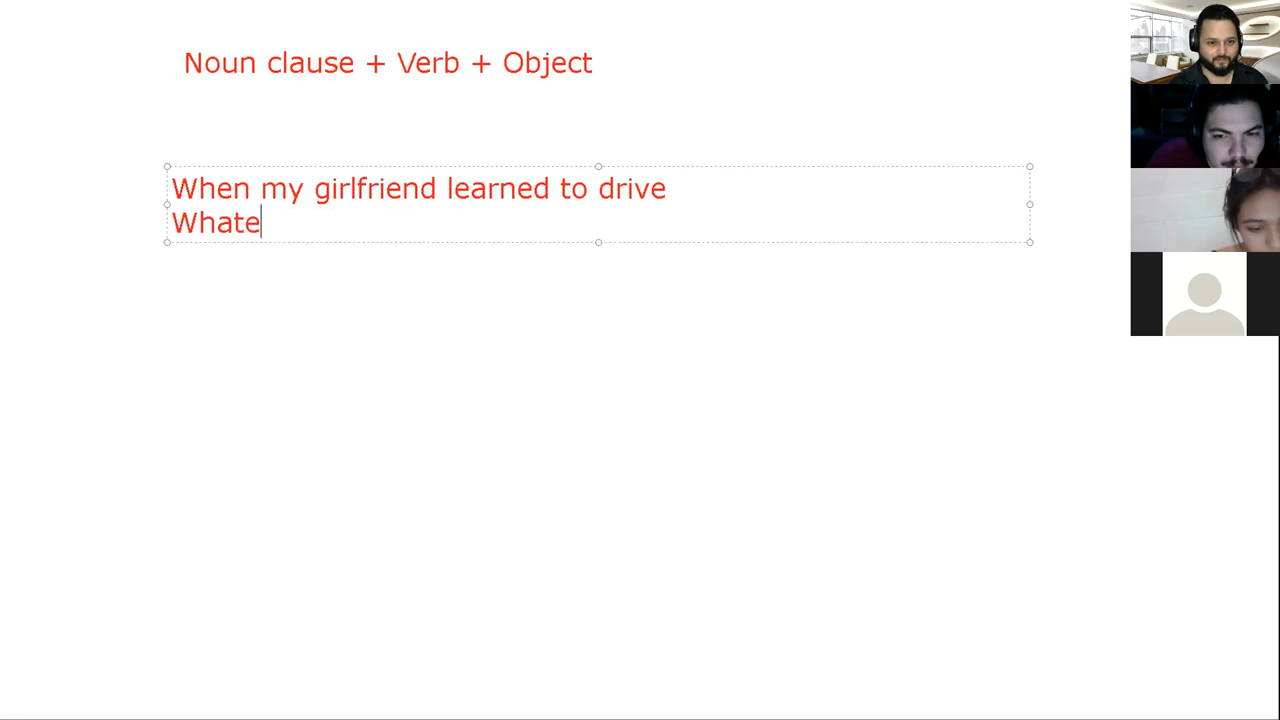 Noun clause + Verb + Object
When my girlfriend learned to drive
Whate